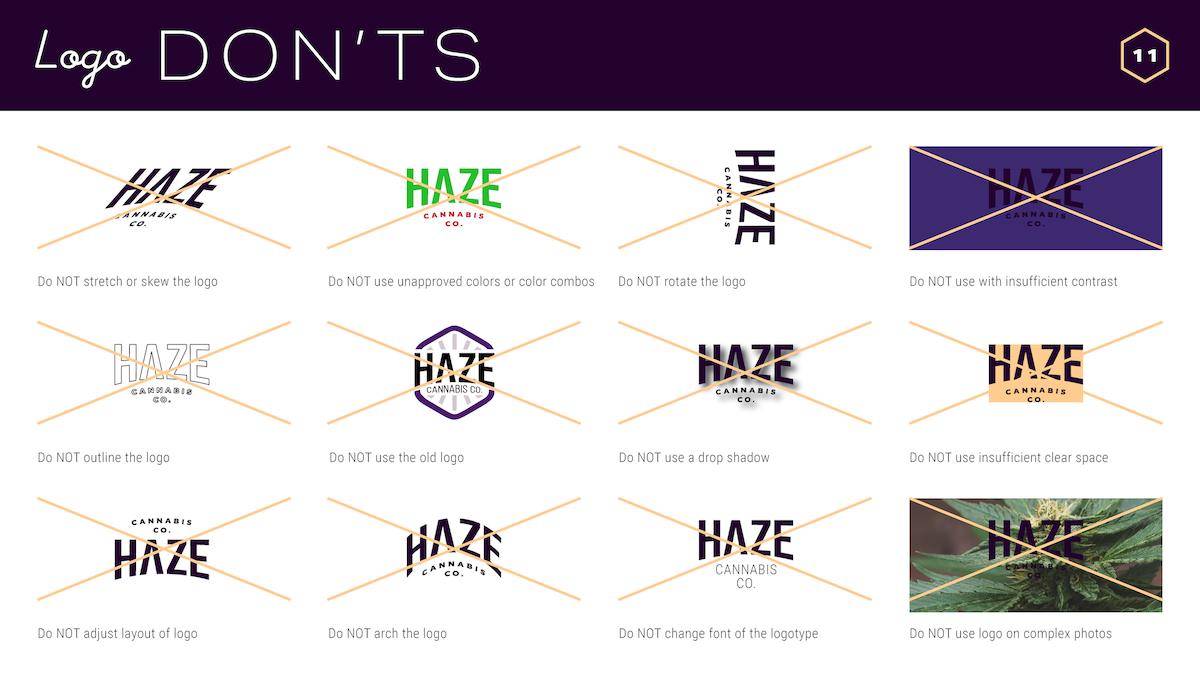 Logo DON'TS
11
HAZE
CANNABIS
CO.
HAZE
CANNABIS
CO.
HAZE
CANNABIS
CO.
HAZE
CANNABIS
CO.
Do NOT stretch or skew the logo
Do NOT use unapproved colors or color combos
Do NOT rotate the logo
Do NOT use with insufficient contrast
HAZE
CANNABIS
CO.
HAZE
CANNABIS CO.
HAZE
CANNABIS
CO.
HAZE
CANNABIS
CO.
Do NOT outline the logo
Do NOT use the old logo
Do NOT use a drop shadow
Do NOT use insufficient clear space
CANNABIS
CO.
HAZE
HAZE
CANNABIS
CO.
HAZE
CANNABIS
CO.
HAZE
CANNABIS
CO.
Do NOT adjust layout of logo
Do NOT arch the logo
Do NOT change font of the logotype
Do NOT use logo on complex photos